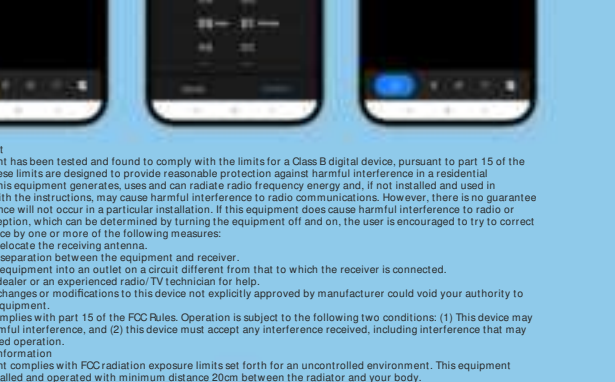 t
nt has been tested and found to comply with the limits for a Class B digital device, pursuant to part 15 of the
ese limits are designed to provide reasonable protection against harmful interference in a residential
his equipment generates, uses and can radiate radio frequency energy and, if not installed and used in
ith the instructions, may cause harmful interference to radio communications. However, there is no guarantee
nce will not occur in a particular installation. If this equipment does cause harmful interference to radio or
eption, which can be determined by turning the equipment off and on, the user is encouraged to try to correct
ce by one or more of the following measures:
elocate the receiving antenna.
separation between the equipment and receiver.
equipment into an outlet on a circuit different from that to which the receiver is connected.
dealer or an experienced radio/TV technician for help.
changes or modifications to this device not explicitly approved by manufacturer could void your authority to
quipment.
mplies with part 15 of the FCC Rules. Operation is subject to the following two conditions: (1) This device may
mful interference, and (2) this device must accept any interference received, including interference that may
ed operation.
nformation
nt complies with FCC radiation exposure limits set forth for an uncontrolled environment. This equipment
alled and operated with minimum distance 20cm between the radiator and your body.